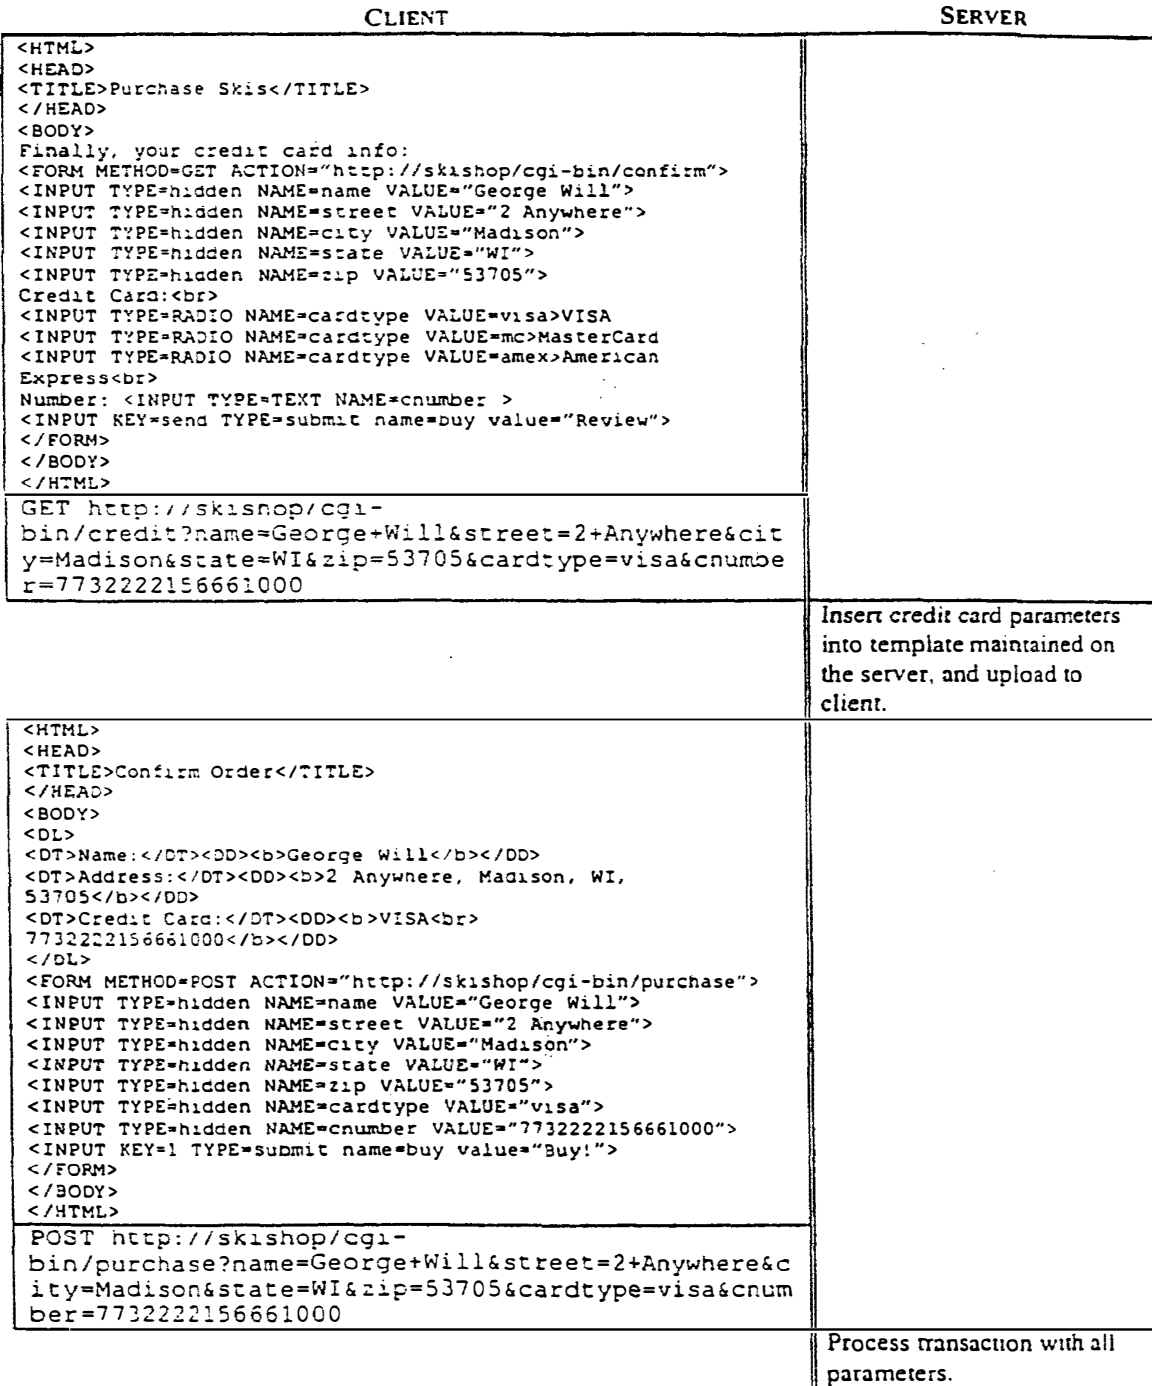 CLIENT
SERVER
<HTML>
<HEAD>
<TITLE>Purchase Skis</TITLE>
</HEAD>
<BODY>
Finally, your credit card info:
<FORM METHOD=GET ACTION="http://skishop/cgi-bin/confirm">
<INPUT TYPE=hidden NAME=name VALUE="George Will">
<INPUT TYPE=hidden NAME=street VALUE="2 Anywhere">
<INPUT TYPE=hidden NAME=city VALUE="Madison">
<INPUT TYPE=hidden NAME=state VALUE="WI">
<INPUT TYPE=hidden NAME=zip VALUE="53705">
Credit Card:<br>
<INPUT TYPE=RADIO NAME=cardtype VALUE=visa>VISA
<INPUT TYPE=RADIO NAME=cardtype VALUE=mc>MasterCard
<INPUT TYPE=RADIO NAME=cardtype VALUE=amex>American
Express<br>
Number: <INPUT TYPE=TEXT NAME=cnumber >
<INPUT KEY=send TYPE=submit name=buy value="Review">
</FORM>
</BODY>
</HTML>
GET http://skishop/cgi-
bin/credit?name=George+Will&street=2+Anywhere&cit
y=Madison&state=WI&zip=53705&cardtype=visa&cnumbe
r=7732222156661000
Insert credit card parameters
into template maintained on
the server, and upload to
client.
<HTML>
<HEAD>
<TITLE>Confirm Order</TITLE>
</HEAD>
<BODY>
<DL>
<DT>Name:</DT><DD><b>George Will</b></DD>
<DT>Address:</DT><DD><b>2 Anywhere, Madison, WI,
53705</b></DD>
<DT>Credit Card:</DT><DD><b>VISA<br>
7732222156661000</b></DD>
</DL>
<FORM METHOD=POST ACTION="http://skishop/cgi-bin/purchase">
<INPUT TYPE=hidden NAME=name VALUE="George Will">
<INPUT TYPE=hidden NAME=street VALUE="2 Anywhere">
<INPUT TYPE=hidden NAME=city VALUE="Madison">
<INPUT TYPE=hidden NAME=state VALUE="WI">
<INPUT TYPE=hidden NAME=zip VALUE="53705">
<INPUT TYPE=hidden NAME=cardtype VALUE="visa">
<INPUT TYPE=hidden NAME=cnumber VALUE="7732222156661000">
<INPUT KEY=1 TYPE=submit name=buy value="Buy!">
</FORM>
</BODY>
</HTML>
POST http://skishop/cgi-
bin/purchase?name=George+Will&street=2+Anywhere&c
ity=Madison&state=WI&zip=53705&cardtype=visa&cnum
ber=7732222156661000
Process transaction with all
parameters.